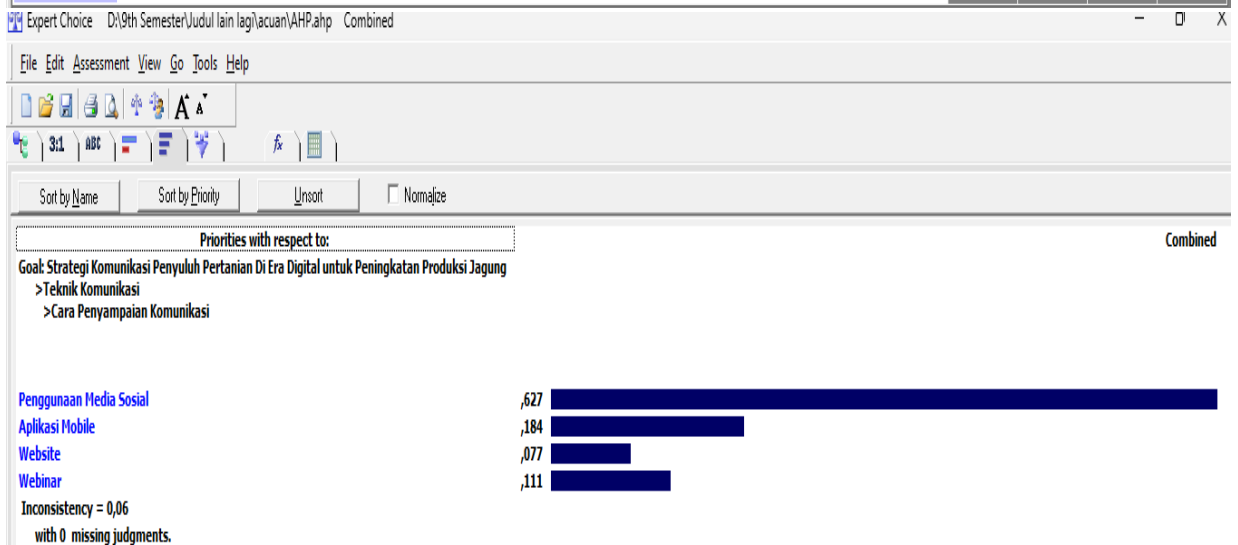 Expert Choice D:\9th Semester\Judul lain lagi\acuan\AHP.ahp Combined
File Edit Assessment View Go Tools Help
A A
3:1 ABC fx
Sort by Name Sort by Priority Unsort Normalize
Priorities with respect to: Combined
Goal: Strategi Komunikasi Penyuluh Pertanian Di Era Digital untuk Peningkatan Produksi Jagung
>Teknik Komunikasi
>Cara Penyampaian Komunikasi
Penggunaan Media Sosial ,627
Aplikasi Mobile ,184
Website ,077
Webinar ,111
Inconsistency = 0,06
with 0 missing judgments.